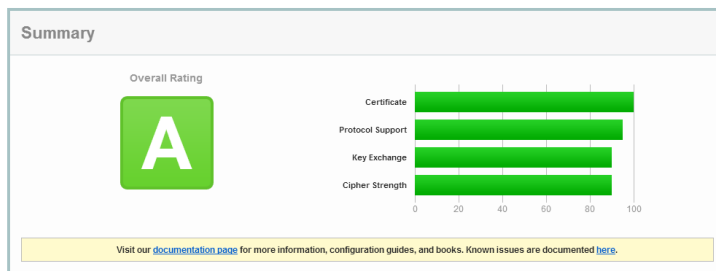 Summary
Overall Rating
A
Certificate
Protocol Support
Key Exchange
Cipher Strength
0 20 40 60 80 100
Visit our documentation page for more information, configuration guides, and books. Known issues are documented here.